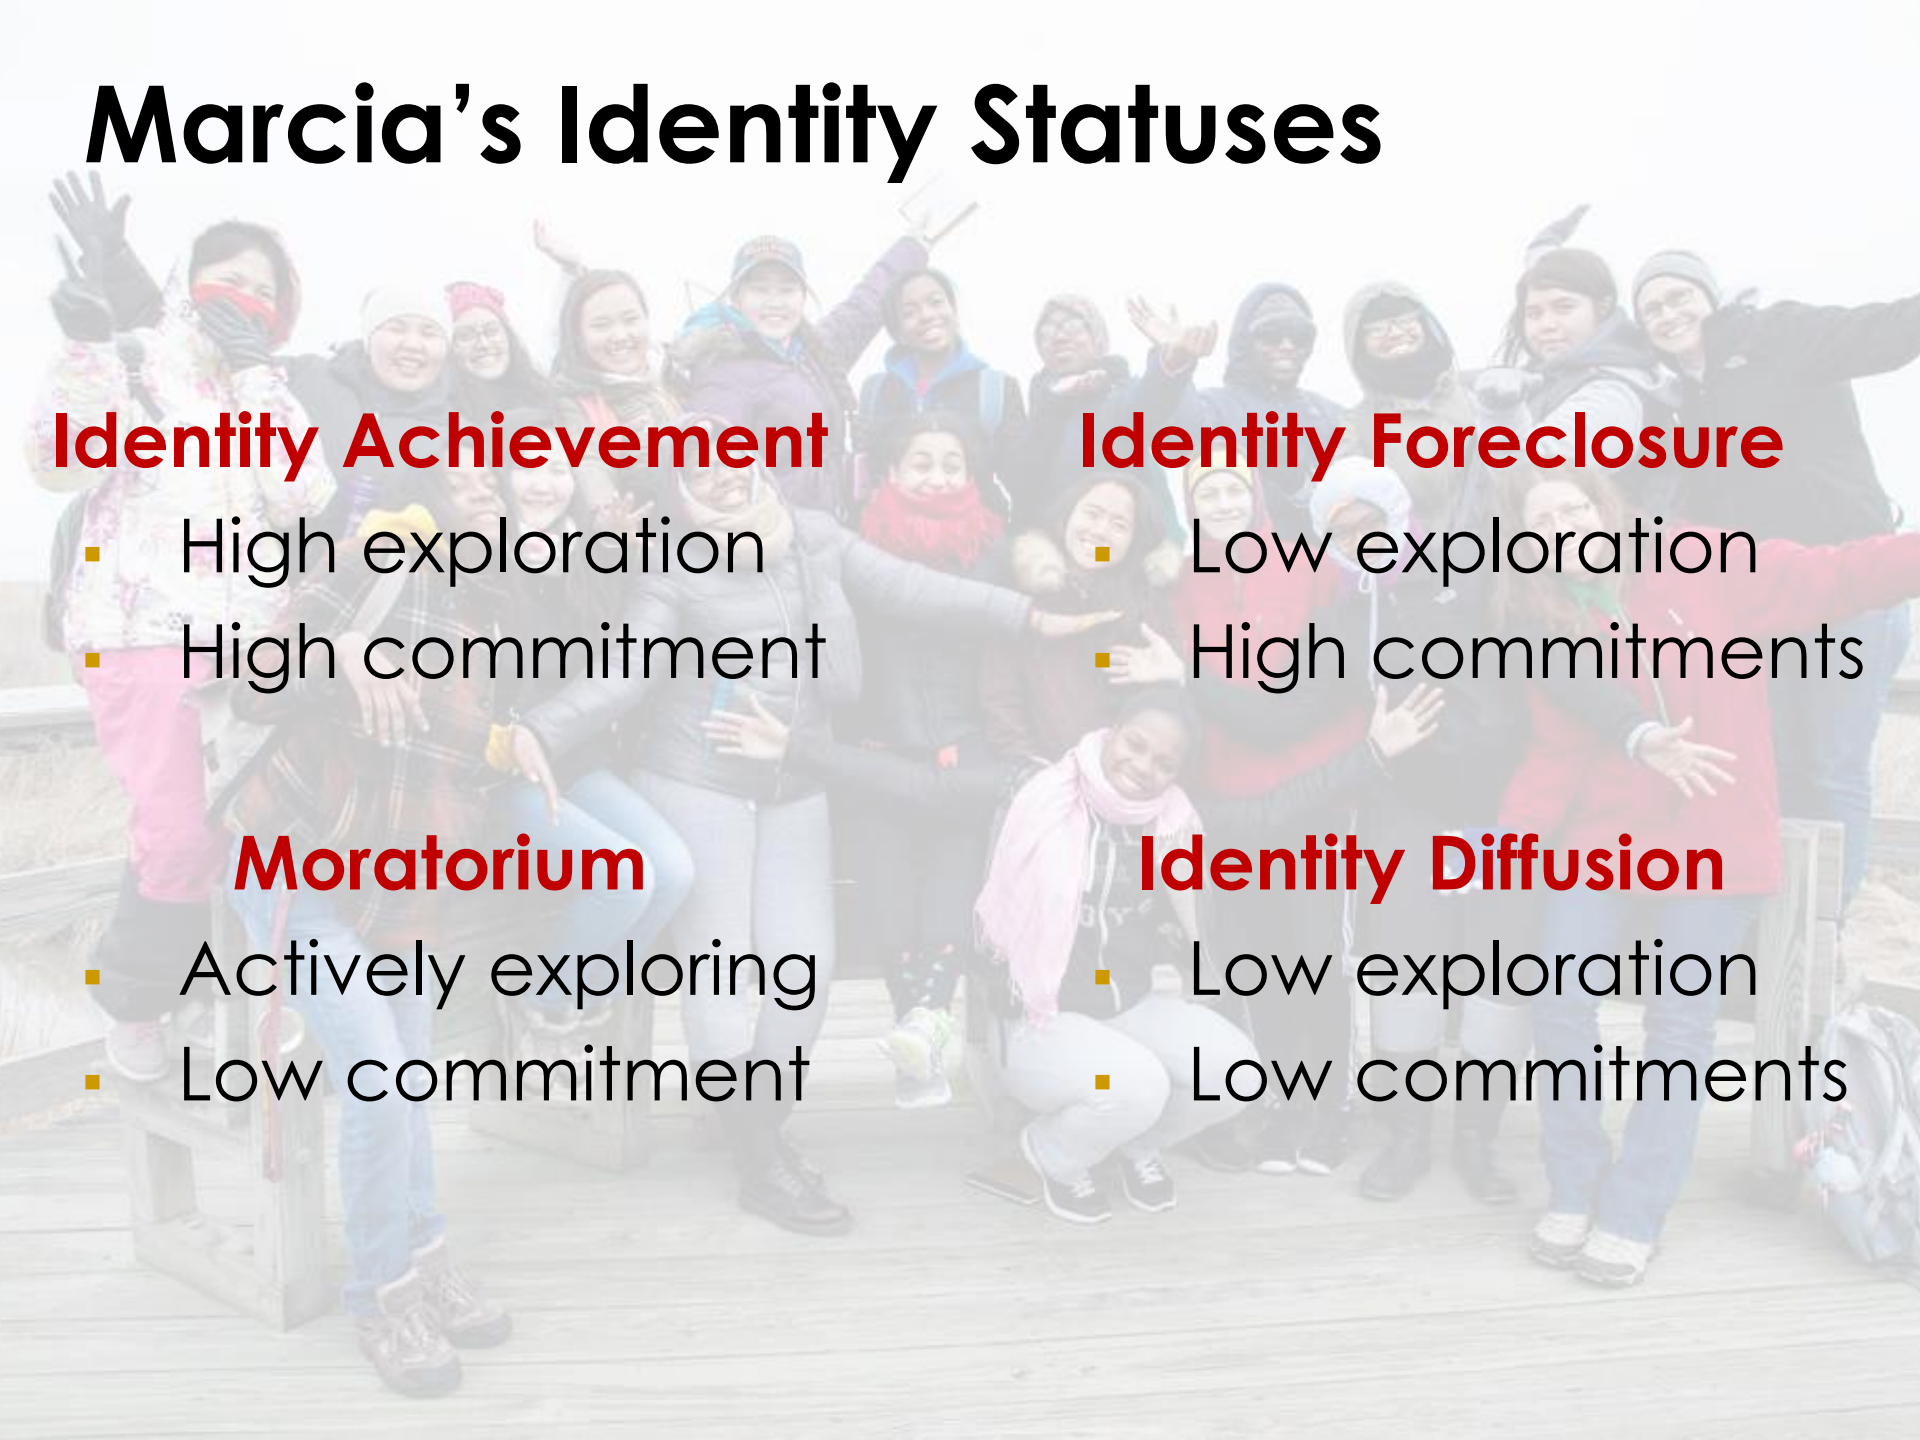 Marcia’s Identity Statuses
Identity Achievement
▪ High exploration
▪ High commitment
Identity Foreclosure
▪ Low exploration
▪ High commitments
Moratorium
▪ Actively exploring
▪ Low commitment
Identity Diffusion
▪ Low exploration
▪ Low commitments